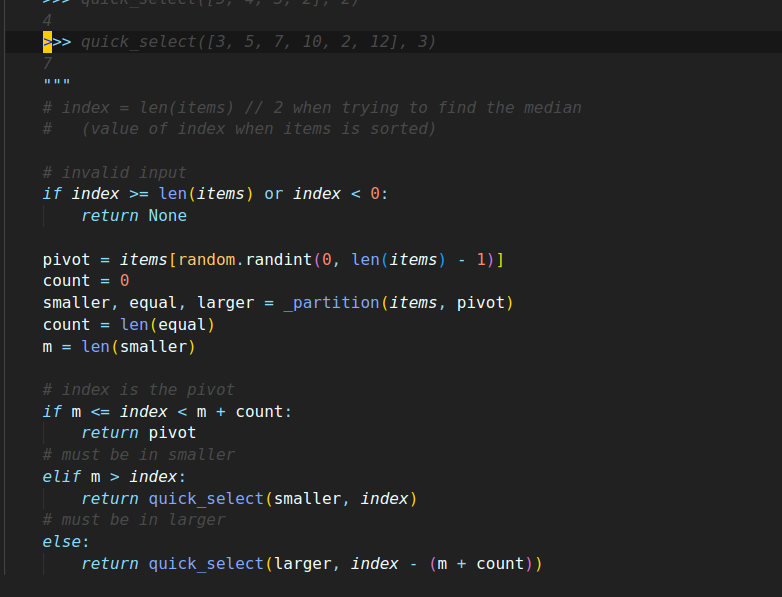 >>> quick_select([5, 4, 3, 2], 2)
4
>>> quick_select([3, 5, 7, 10, 2, 12], 3)
7
"""
# index = len(items) // 2 when trying to find the median
#   (value of index when items is sorted)
# invalid input
if index >= len(items) or index < 0:
return None
pivot = items[random.randint(0, len(items) - 1)]
count = 0
smaller, equal, larger = _partition(items, pivot)
count = len(equal)
m = len(smaller)
# index is the pivot
if m <= index < m + count:
return pivot
# must be in smaller
elif m > index:
return quick_select(smaller, index)
# must be in larger
else:
return quick_select(larger, index - (m + count))